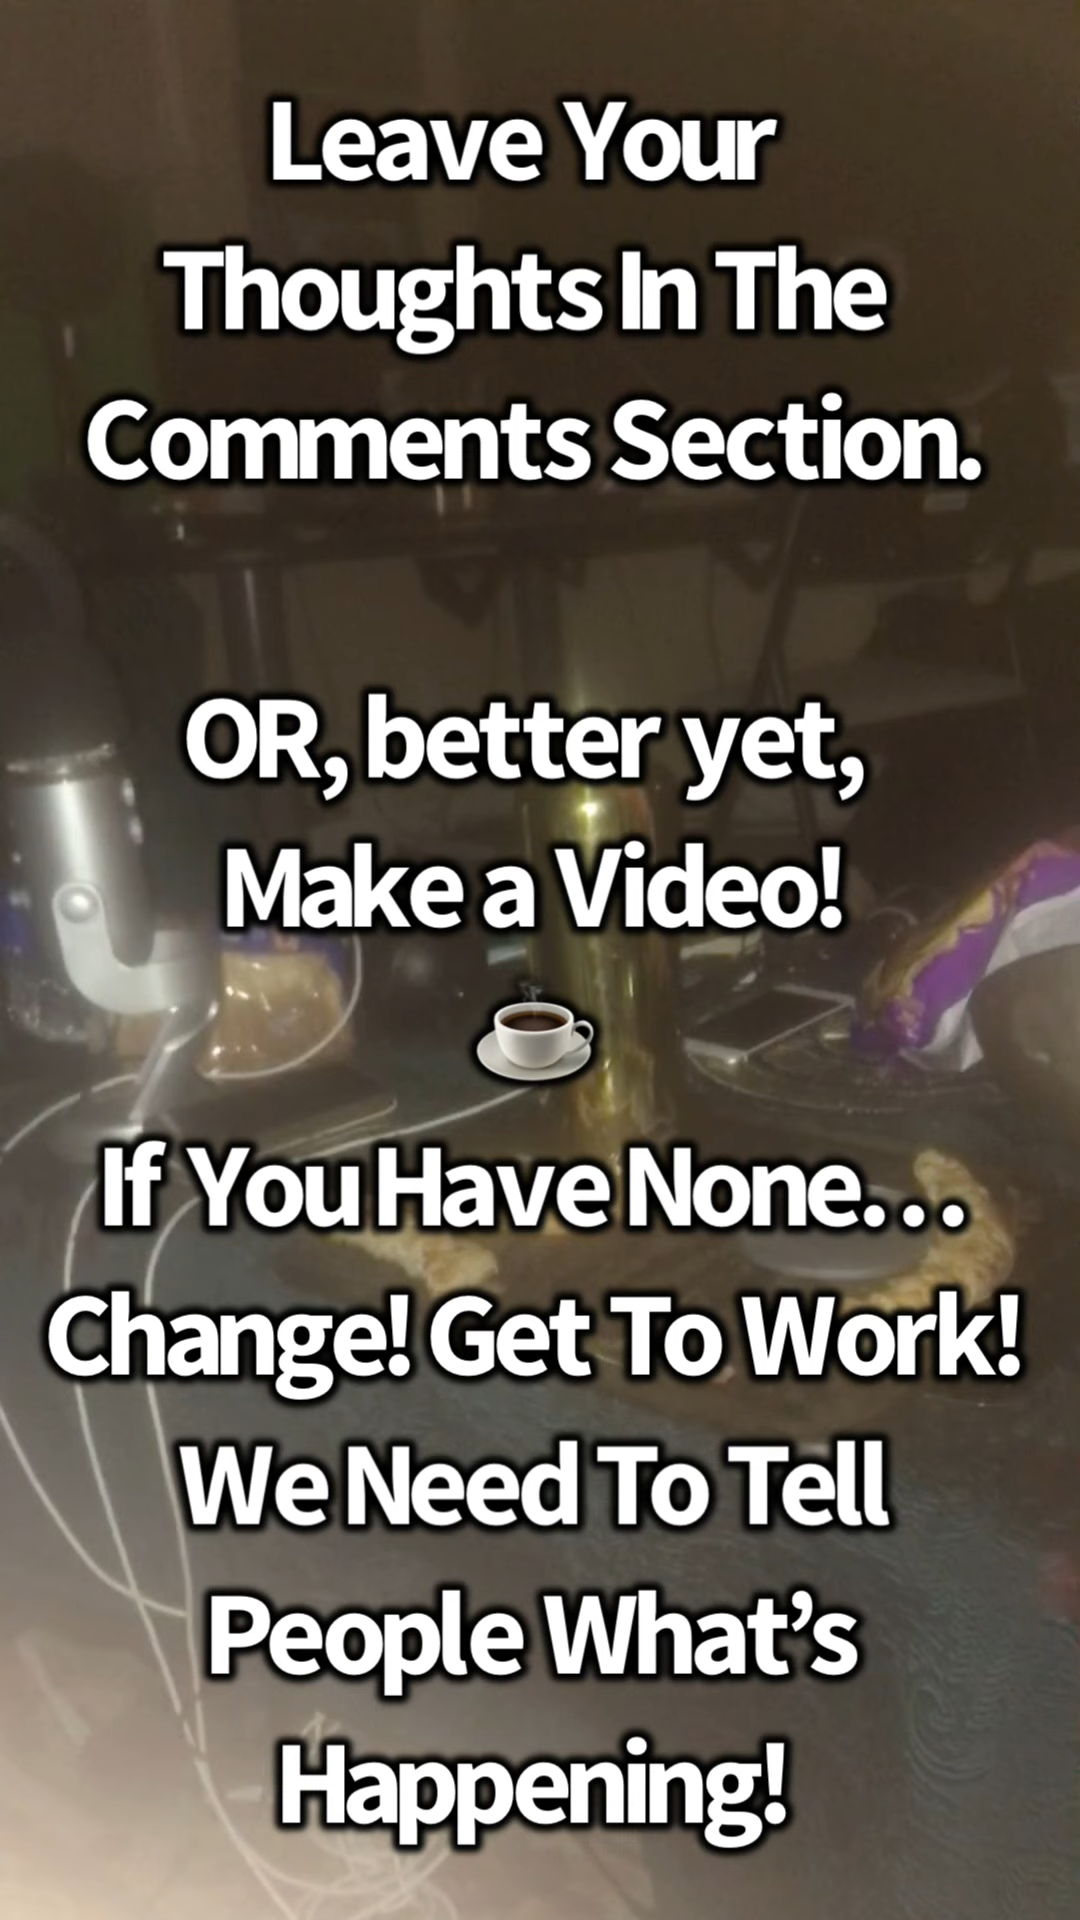 Leave Your
Thoughts In The
Comments Section.
OR, better yet,
Make a Video!
☕
If You Have None...
Change! Get To Work!
We Need To Tell
People What’s
Happening!